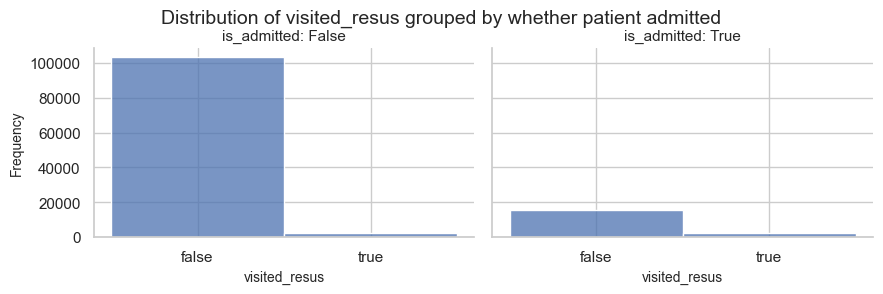 Distribution of visited_resus grouped by whether patient admitted
is_admitted: False
is_admitted: True
Frequency
100000
80000
60000
40000
20000
0
false
true
false
true
visited_resus
visited_resus